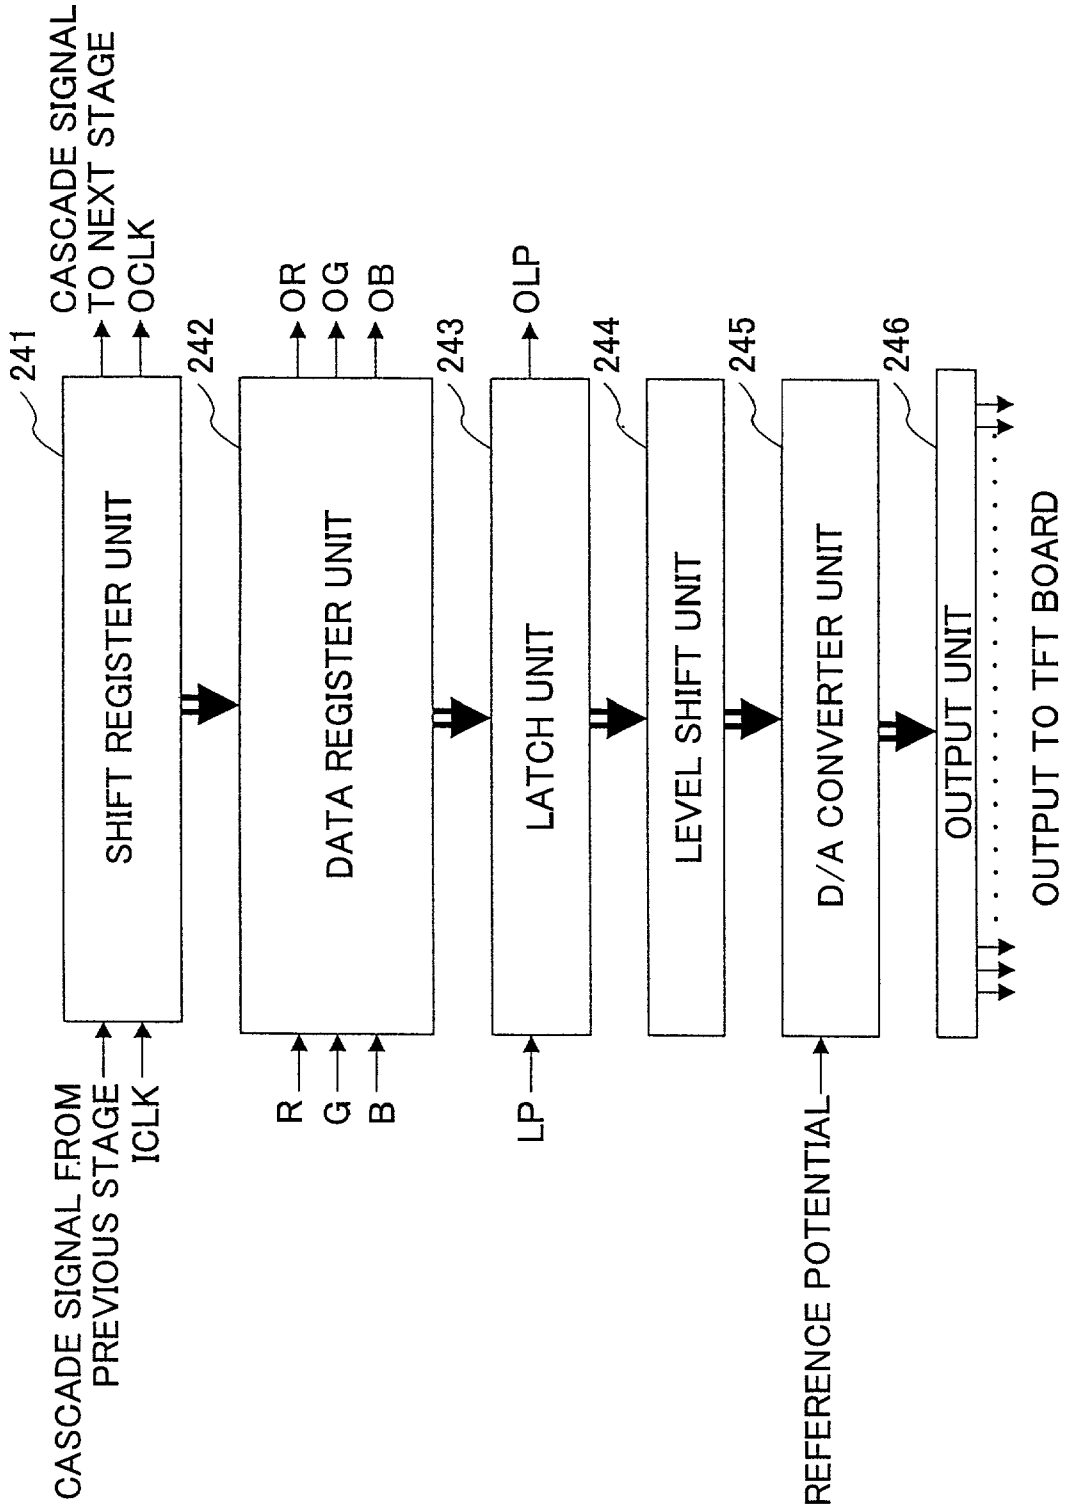 CASCADE SIGNAL FROM
PREVIOUS STAGE
ICLK
SHIFT REGISTER UNIT
241
CASCADE SIGNAL
TO NEXT STAGE
OCLK
R
G
B
DATA REGISTER UNIT
242
OR
OG
OB
LP
LATCH UNIT
243
OLP
LEVEL SHIFT UNIT
244
REFERENCE POTENTIAL
D/A CONVERTER UNIT
245
OUTPUT UNIT
246
OUTPUT TO TFT BOARD